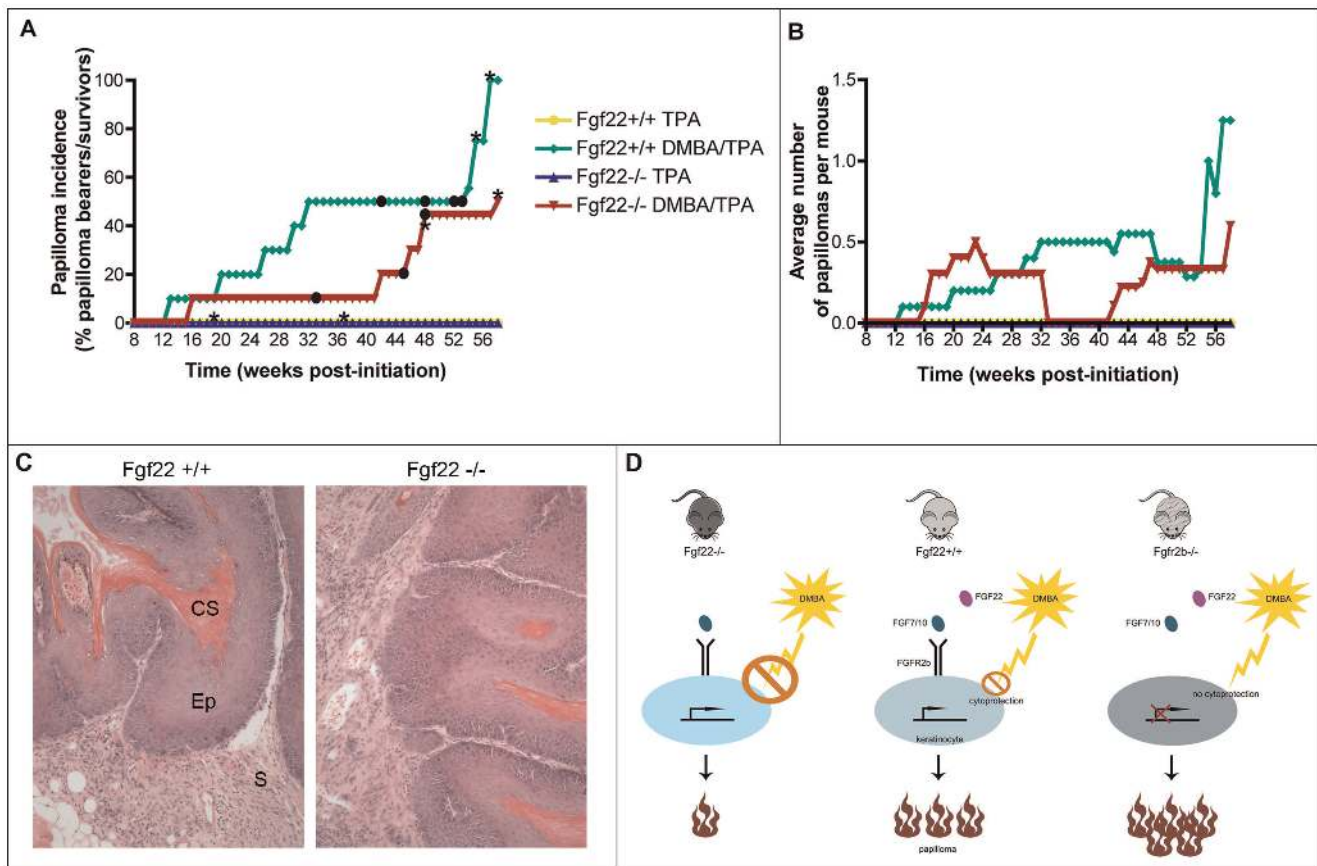 A
Papilloma incidence
(% papilloma bearers/survivors)
100
80
60
40
20
0
8 12 16 20 24 28 32 36 40 44 48 52 56
Time (weeks post-initiation)
Fgf22+/+ TPA
Fgf22+/+ DMBA/TPA
Fgf22-/- TPA
Fgf22-/- DMBA/TPA
B
Average number
of papillomas per mouse
1.5
1.0
0.5
0.0
8 12 16 20 24 28 32 36 40 44 48 52 56
Time (weeks post-initiation)
C
Fgf22 +/+
Fgf22 -/-
CS
Ep
S
D
Fgf22-/-
Fgf22+/+
Fgfr2b-/-
DMBA
FGF22
DMBA
FGF22
DMBA
FGF7/10
FGF7/10
FGFR2b
cytoprotection
no cytoprotection
keratinocyte
papilloma